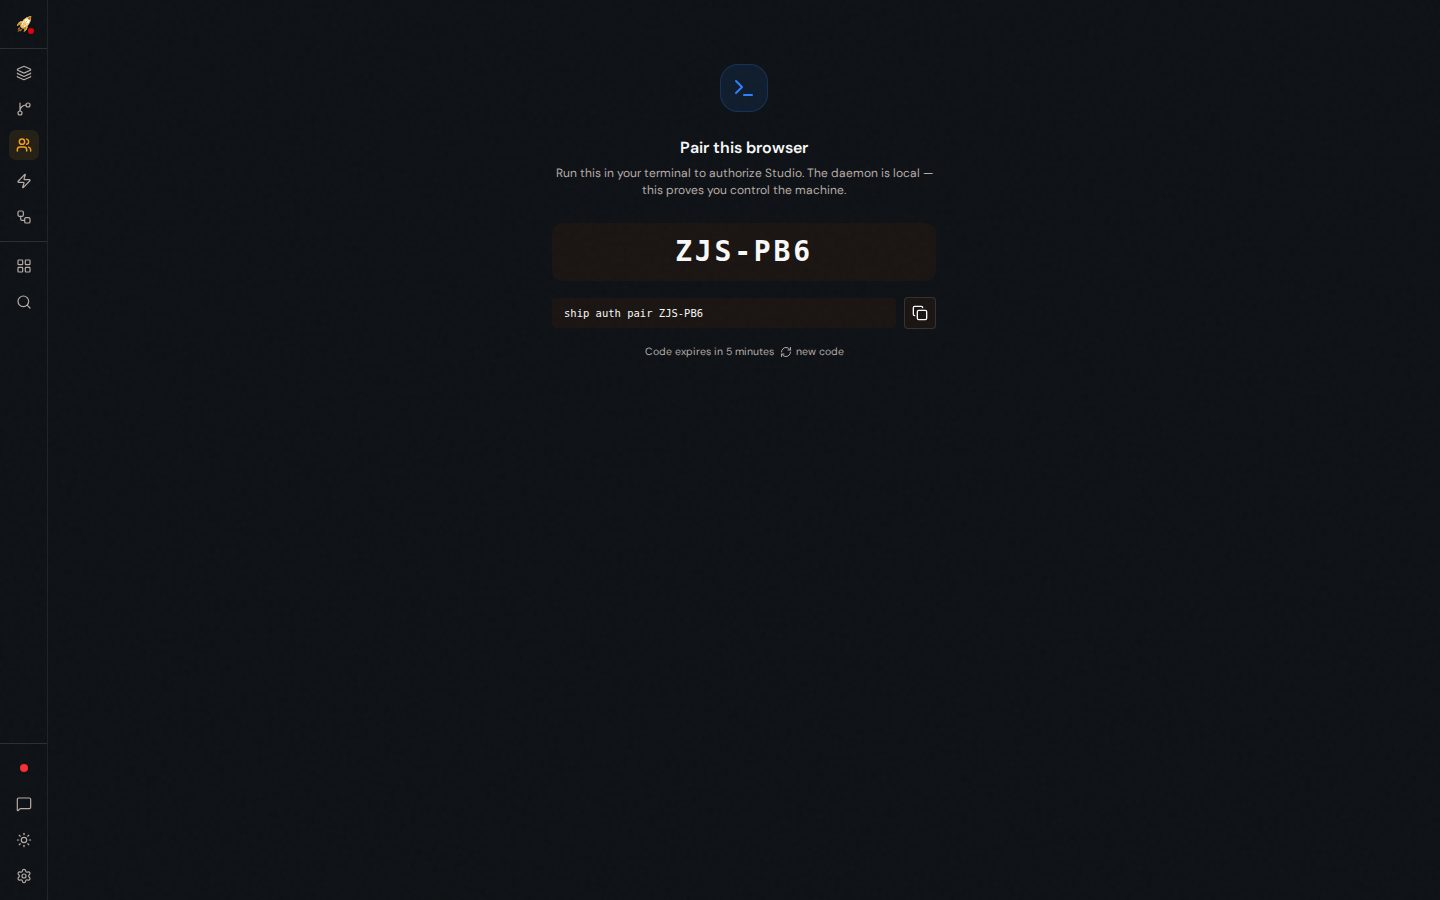 Pair this browser
Run this in your terminal to authorize Studio. The daemon is local —
this proves you control the machine.
ZJS-PB6
ship auth pair ZJS-PB6
Code expires in 5 minutes new code